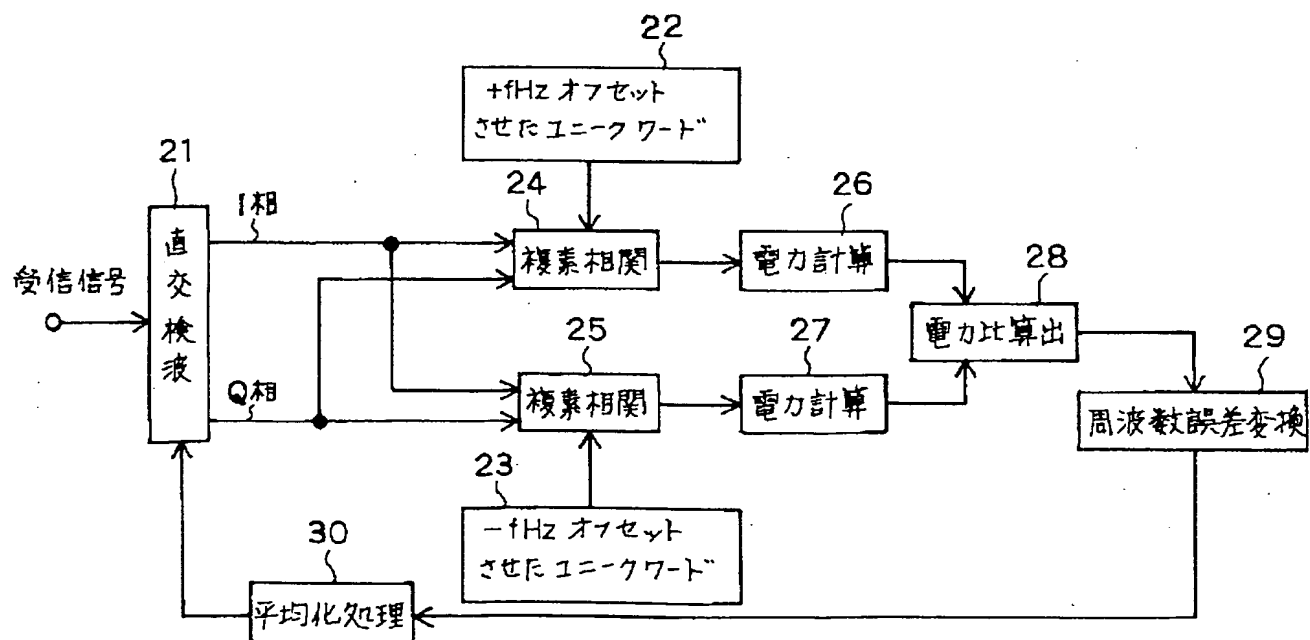 22
+fHz オフセット
させた ユニークワード
21
直交検波
I相
24
複素相関
26
電力計算
受信信号
28
電力比算出
25
複素相関
27
電力計算
29
周波数誤差変換
Q相
23
-fHz オフセット
させた ユニークワード
30
平均化処理